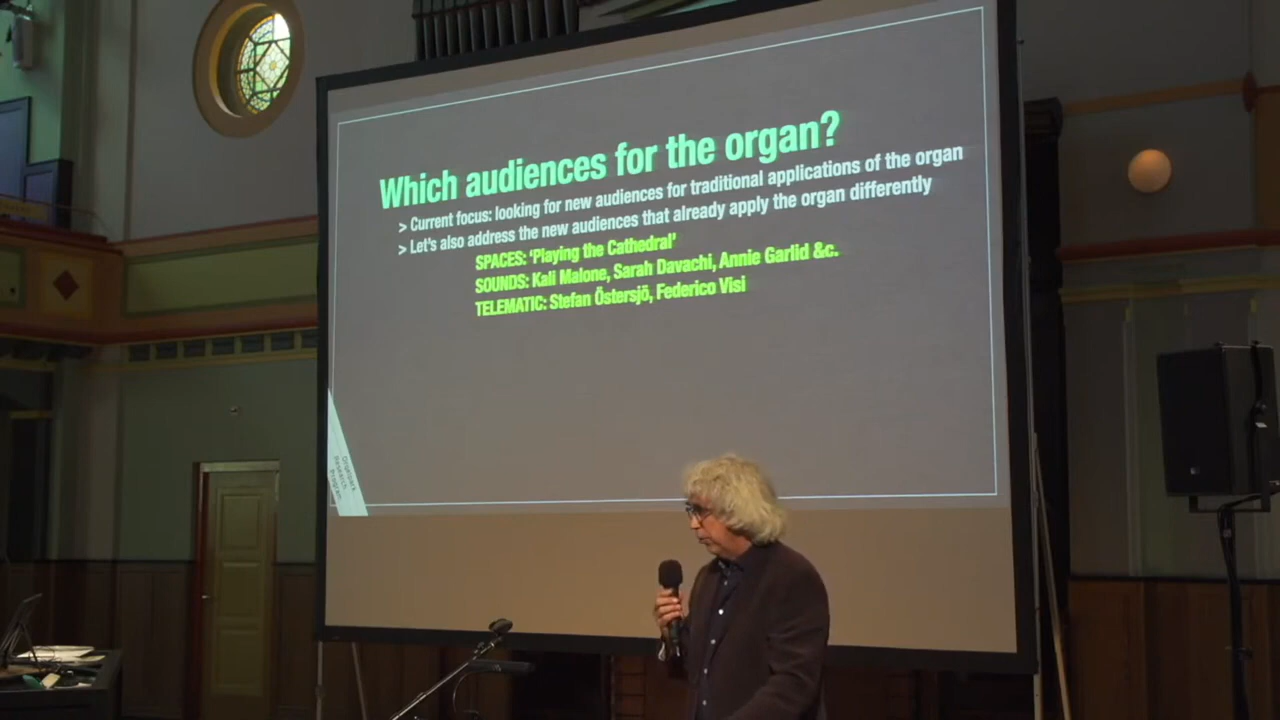 Which audiences for the organ?
> Current focus: looking for new audiences for traditional applications of the organ
> Let's also address the new audiences that already apply the organ differently
SPACES: 'Playing the Cathedral'
SOUNDS: Kali Malone, Sarah Davachi, Annie Garlid &c.
TELEMATIC: Stefan Östersjö, Federico Visi
Research
Program